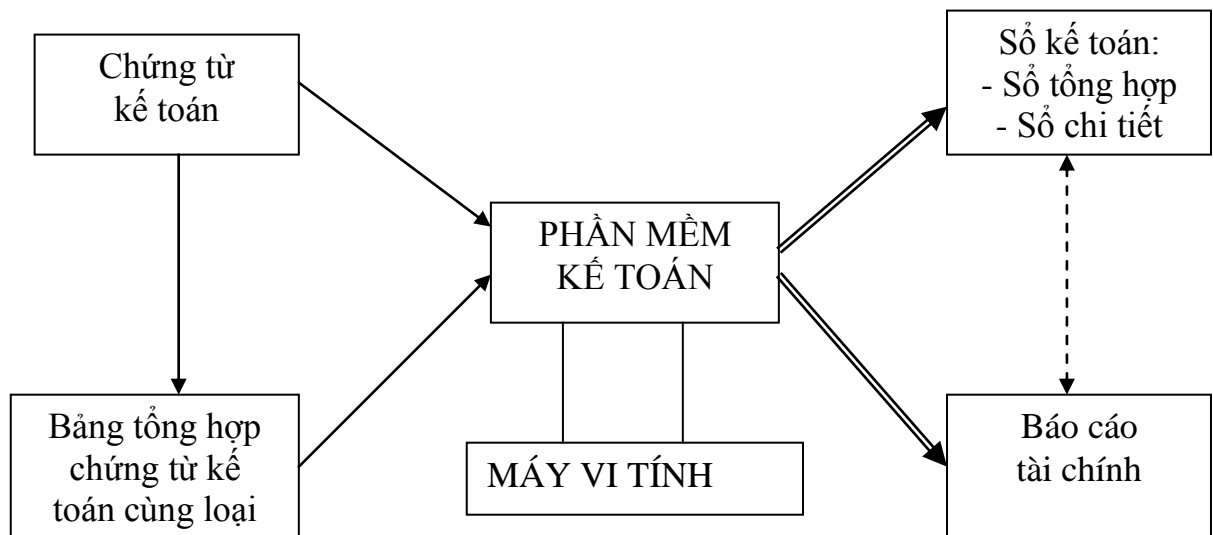 Chứng từ
kế toán
Sổ kế toán:
- Sổ tổng hợp
- Sổ chi tiết
PHẦN MỀM
KẾ TOÁN
Bảng tổng hợp
chứng từ kế
toán cùng loại
MÁY VI TÍNH
Báo cáo
tài chính